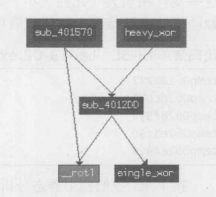 sub_401570 heavy_xor
sub_4012DD
__rotl single_xor